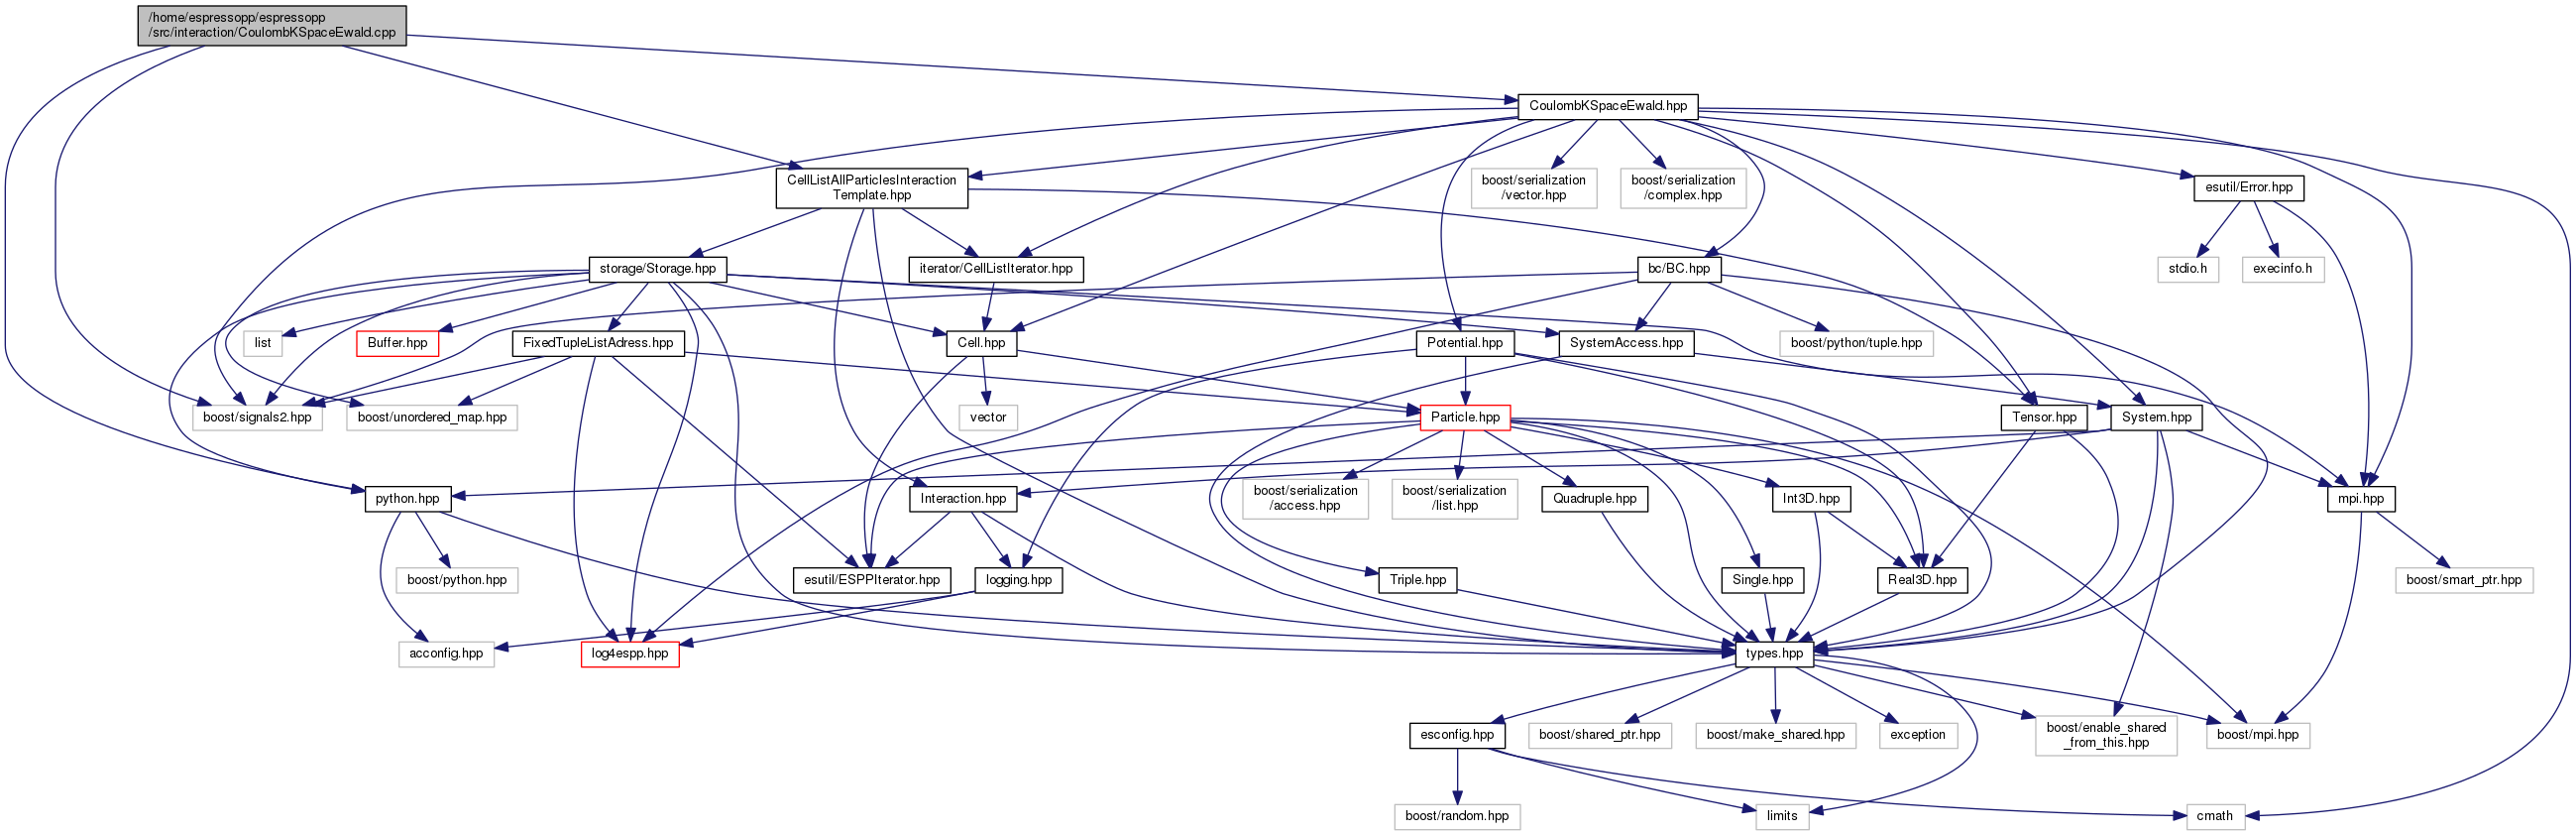 /home/espressopp/espressopp
/src/interaction/CoulombKSpaceEwald.cpp
CoulombKSpaceEwald.hpp
CellListAllParticlesInteraction
Template.hpp
boost/serialization
/vector.hpp
boost/serialization
/complex.hpp
esutil/Error.hpp
storage/Storage.hpp
iterator/CellListIterator.hpp
bc/BC.hpp
stdio.h
execinfo.h
list
Buffer.hpp
FixedTupleListAdress.hpp
Cell.hpp
Potential.hpp
SystemAccess.hpp
boost/python/tuple.hpp
boost/signals2.hpp
boost/unordered_map.hpp
vector
Particle.hpp
Tensor.hpp
System.hpp
python.hpp
Interaction.hpp
boost/serialization
/access.hpp
boost/serialization
/list.hpp
Quadruple.hpp
Int3D.hpp
mpi.hpp
boost/python.hpp
esutil/ESPPIterator.hpp
logging.hpp
Triple.hpp
Single.hpp
Real3D.hpp
boost/smart_ptr.hpp
acconfig.hpp
log4espp.hpp
types.hpp
esconfig.hpp
boost/shared_ptr.hpp
boost/make_shared.hpp
exception
boost/enable_shared
_from_this.hpp
boost/mpi.hpp
boost/random.hpp
limits
cmath